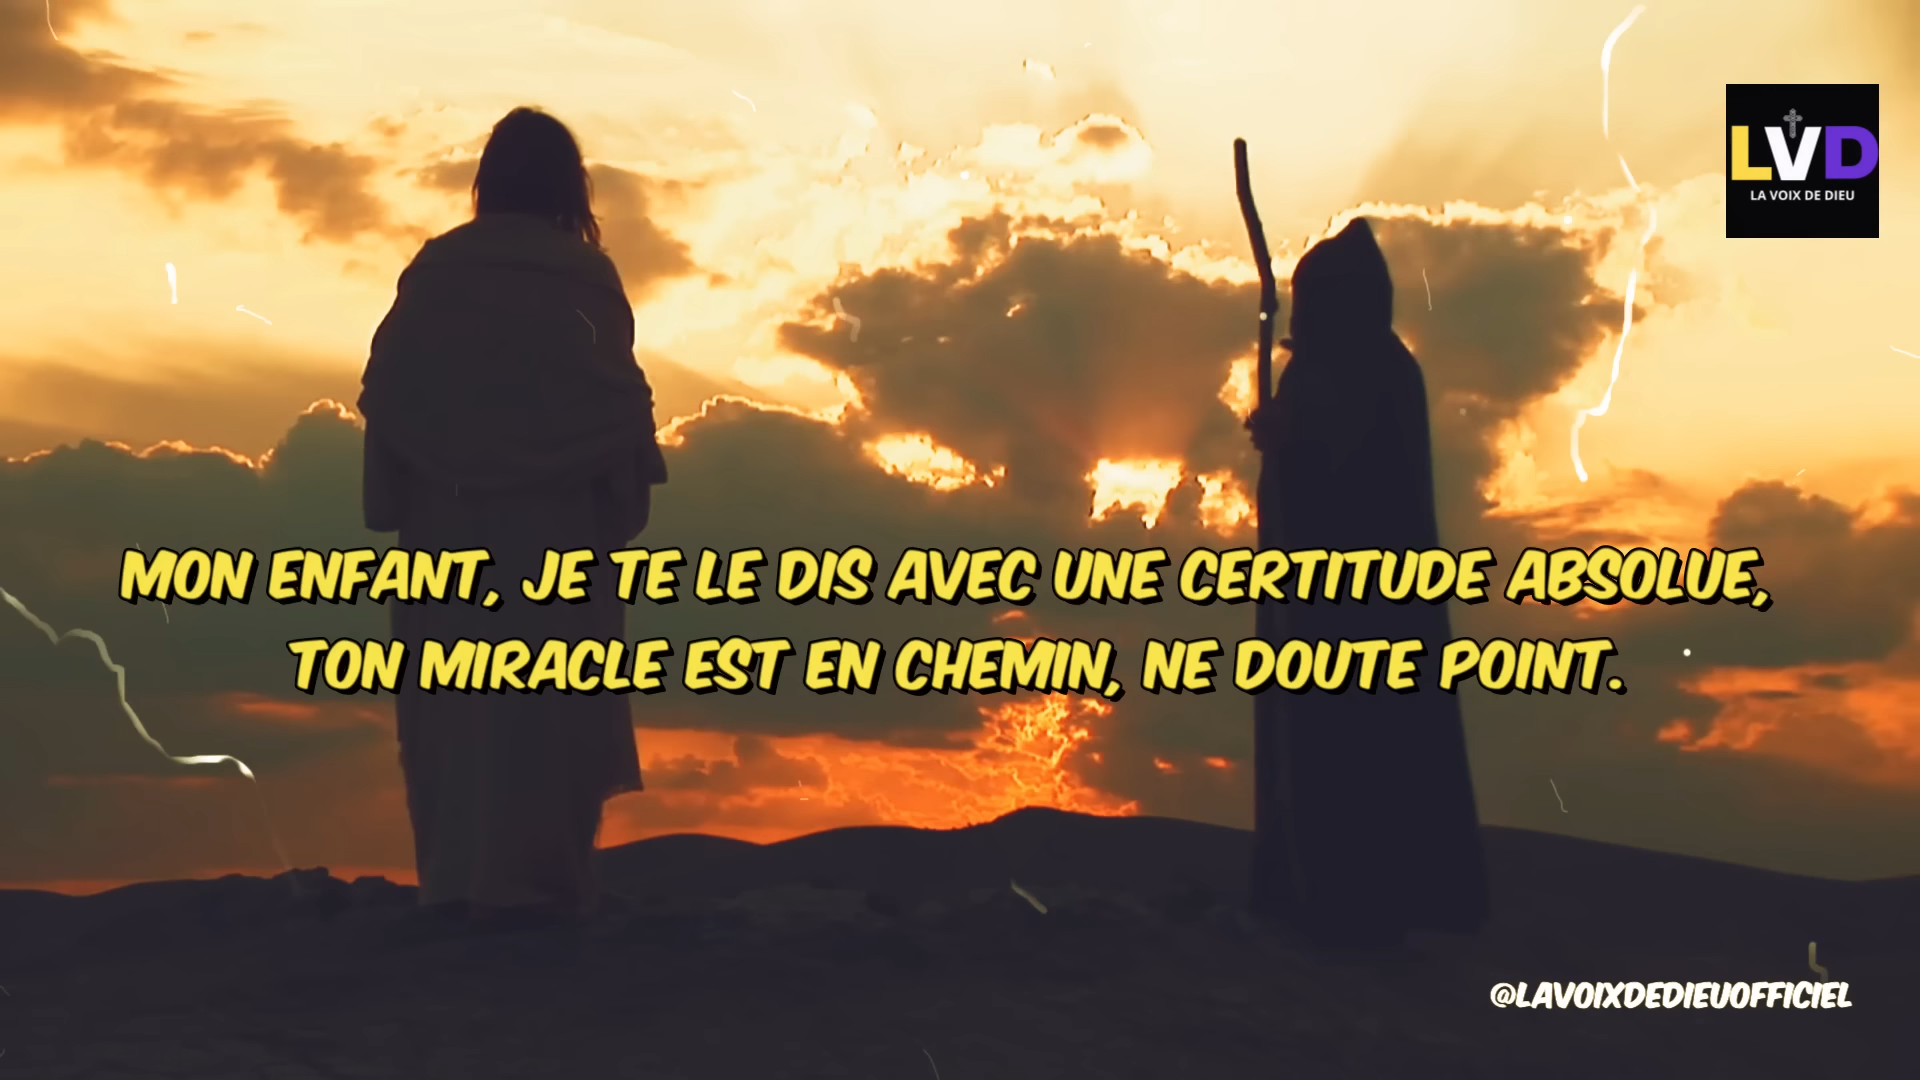 LVD
LA VOIX DE DIEU
MON ENFANT, JE TE LE DIS AVEC UNE CERTITUDE ABSOLUE,
TON MIRACLE EST EN CHEMIN, NE DOUTE POINT.
@LAVOIXDEDIEUOFFICIEL